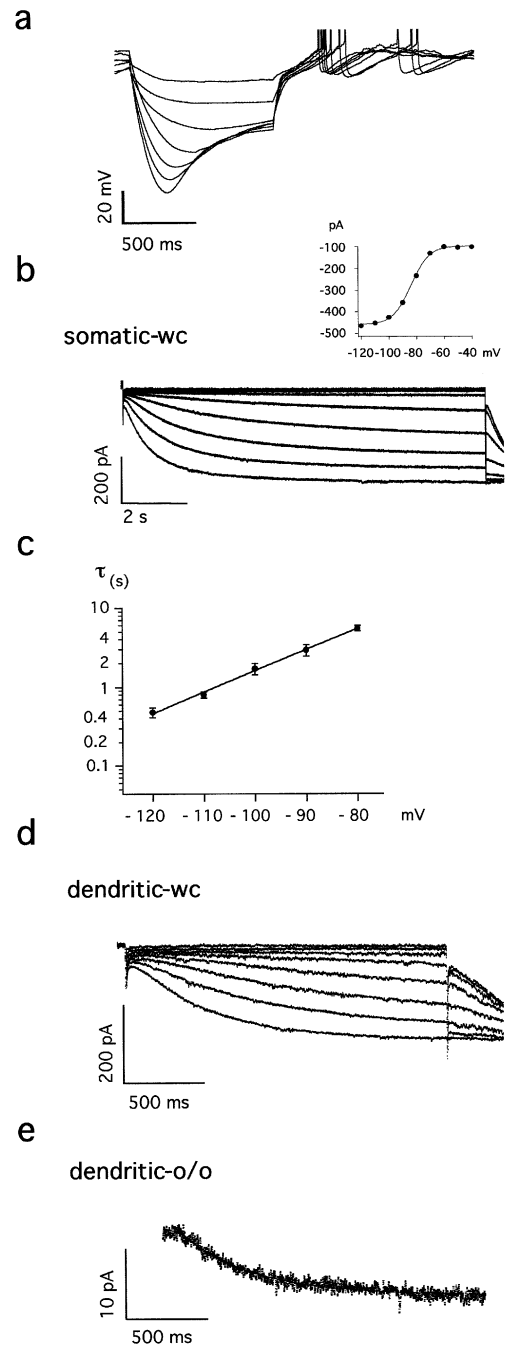 a
20 mV
500 ms
b
somatic-wc
pA
-100
-200
-300
-400
-500
-120 -100 -80 -60 -40 mV
200 pA
2 s
c
τ (s)
10
4
2
1
0.4
0.2
0.1
- 120 - 110 - 100 - 90 - 80 mV
d
dendritic-wc
200 pA
500 ms
e
dendritic-o/o
10 pA
500 ms